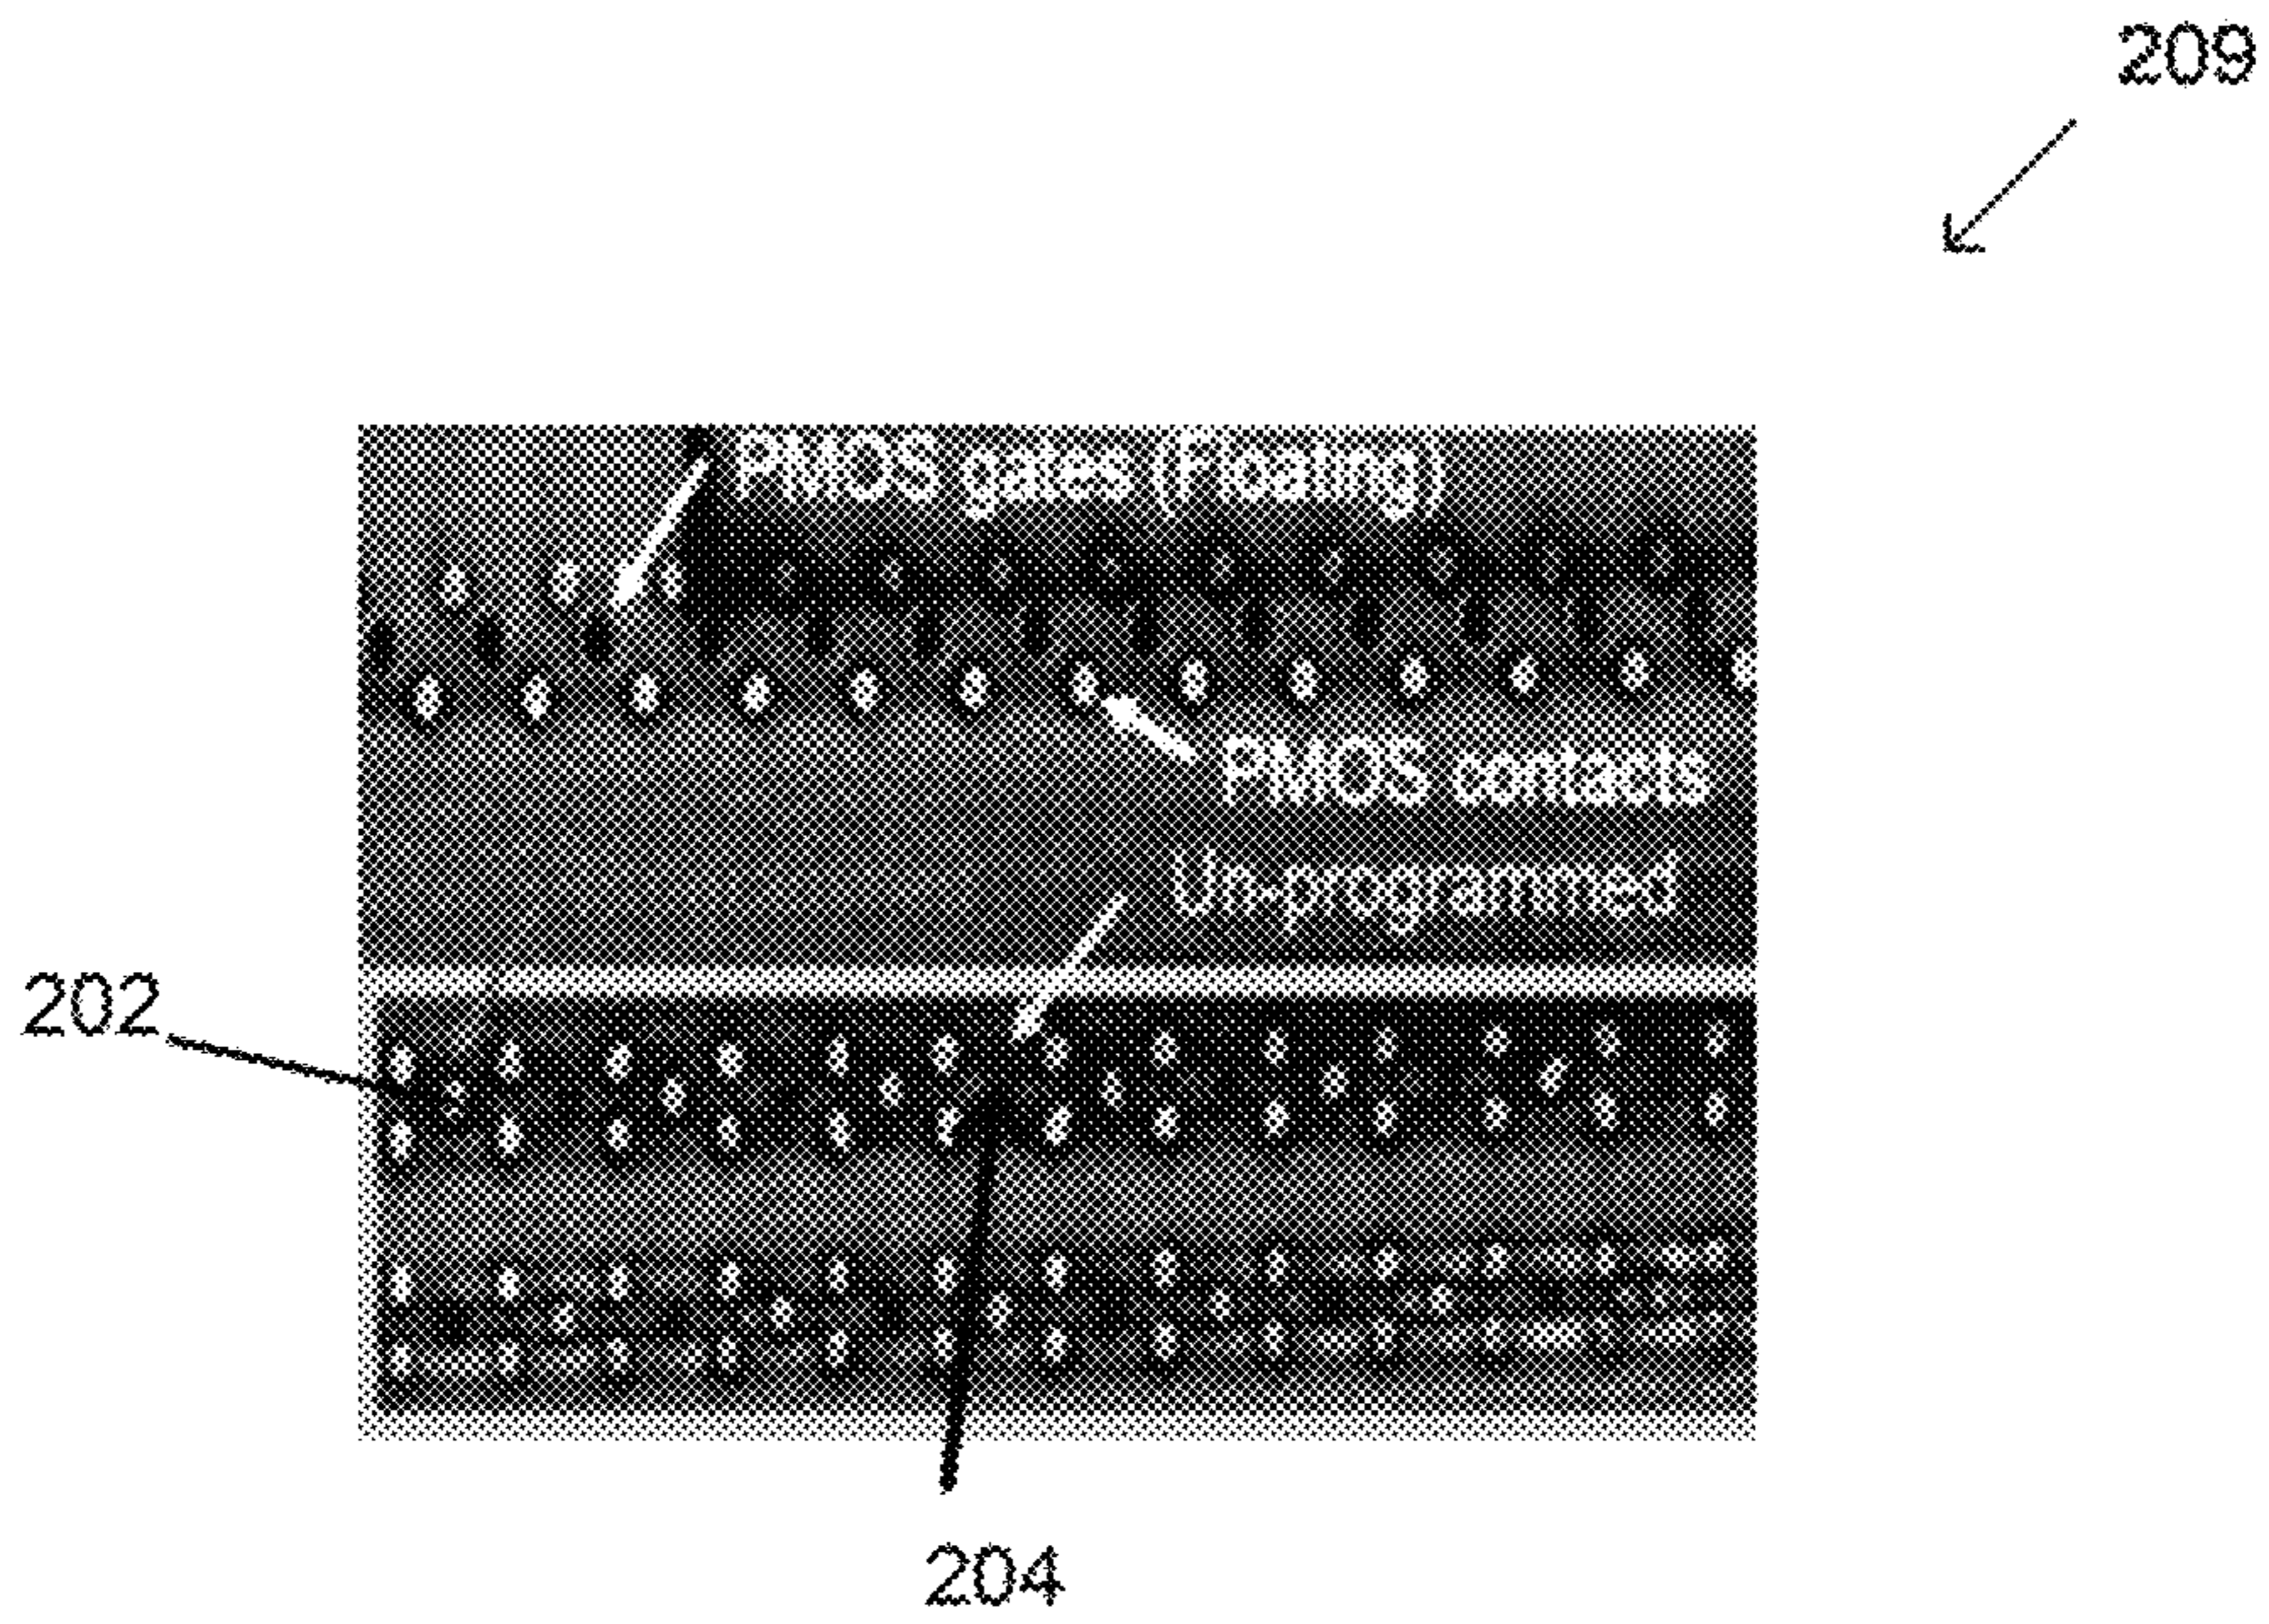 209
PMOS gates (Floating)
PMOS contacts
Un-programmed
202
204